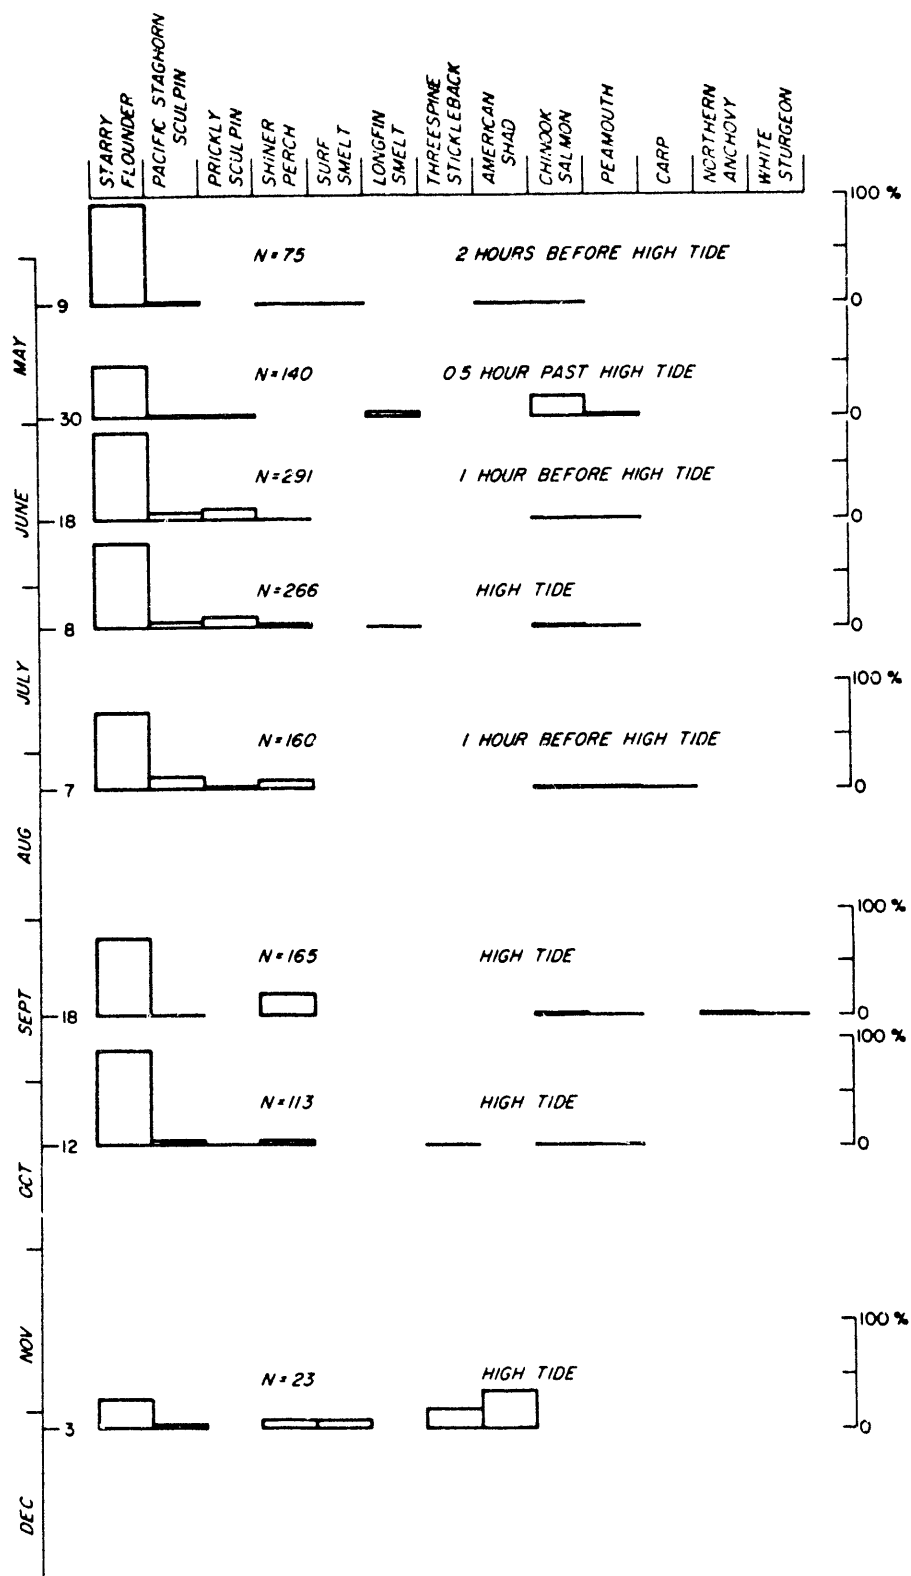 STARRY
FLOUNDER
PACIFIC STAGHORN
SCULPIN
PRICKLY
SCULPIN
SHINER
PERCH
SURF
SMELT
LONGFIN
SMELT
THREESPINE
STICKLEBACK
AMERICAN
SHAD
CHINOOK
SALMON
PEAMOUTH
CARP
NORTHERN
ANCHOVY
WHITE
STURGEON
100 %
N=75
2 HOURS BEFORE HIGH TIDE
9
0
MAY
N=140
0.5 HOUR PAST HIGH TIDE
30
0
N=291
1 HOUR BEFORE HIGH TIDE
JUNE
18
0
N=266
HIGH TIDE
8
0
JULY
100 %
N=160
1 HOUR BEFORE HIGH TIDE
7
0
AUG
100 %
N=165
HIGH TIDE
SEPT
18
0
100 %
N=113
HIGH TIDE
12
0
OCT
100 %
NOV
N=23
HIGH TIDE
3
0
DEC